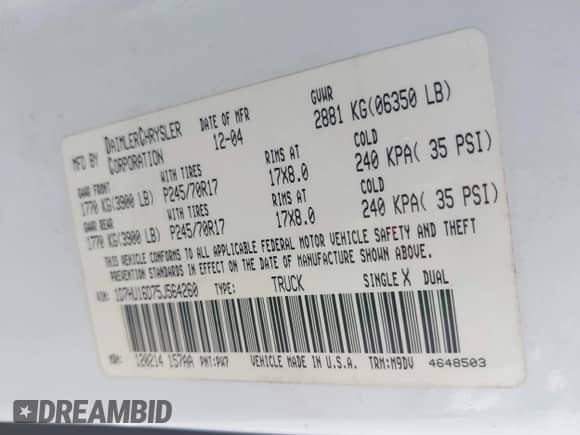 MFD BY DAIMLERCHRYSLER CORPORATION
DATE OF MFR 12-04
GVWR 2881 KG(06350 LB)
GAWR FRONT WITH TIRES RIMS AT COLD
1770 KG(3900 LB) P245/70R17 17X8.0 240 KPA( 35 PSI)
GAWR REAR WITH TIRES RIMS AT COLD
1770 KG(3900 LB) P245/70R17 17X8.0 240 KPA( 35 PSI)
THIS VEHICLE CONFORMS TO ALL APPLICABLE FEDERAL MOTOR VEHICLE SAFETY AND THEFT
PREVENTION STANDARDS IN EFFECT ON THE DATE OF MANUFACTURE SHOWN ABOVE.
VIN: 1D7HU16D75J564260 TYPE: TRUCK SINGLE X DUAL
MDH: 120214 157AA PNT:PW7 VEHICLE MADE IN U.S.A. TRM:M9DV 4648503
DREAMBID